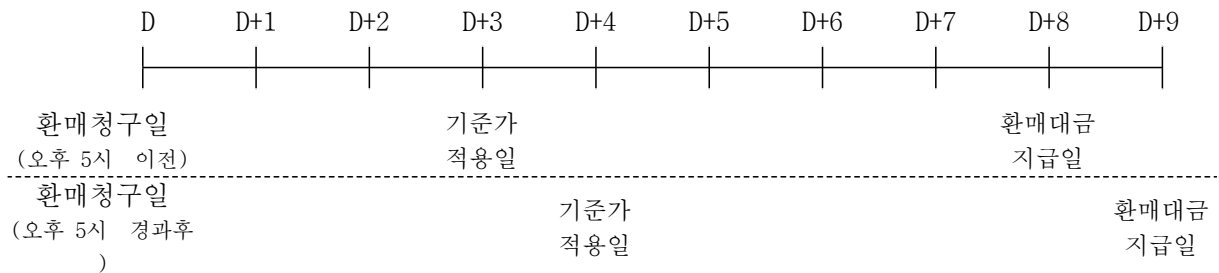 D D+1 D+2 D+3 D+4 D+5 D+6 D+7 D+8 D+9
환매청구일
(오후 5시 이전)
기준가
적용일
환매대금
지급일
환매청구일
(오후 5시 경과후
)
기준가
적용일
환매대금
지급일